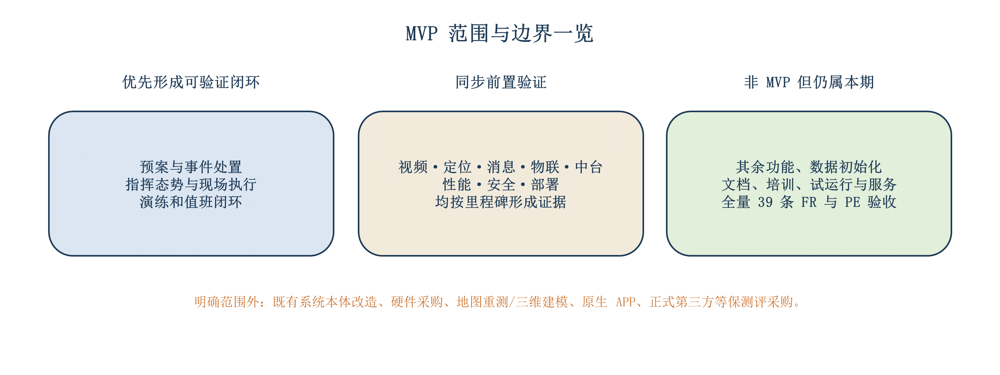 MVP 范围与边界一览
优先形成可验证闭环
同步前置验证
非 MVP 但仍属本期
预案与事件处置
指挥态势与现场执行
演练和值班闭环
视频•定位•消息•物联•中台
性能•安全•部署
均按里程碑形成证据
其余功能、数据初始化
文档、培训、试运行与服务
全量 39 条 FR 与 PE 验收
明确范围外：既有系统本体改造、硬件采购、地图重测/三维建模、原生 APP、正式第三方等保测评采购。